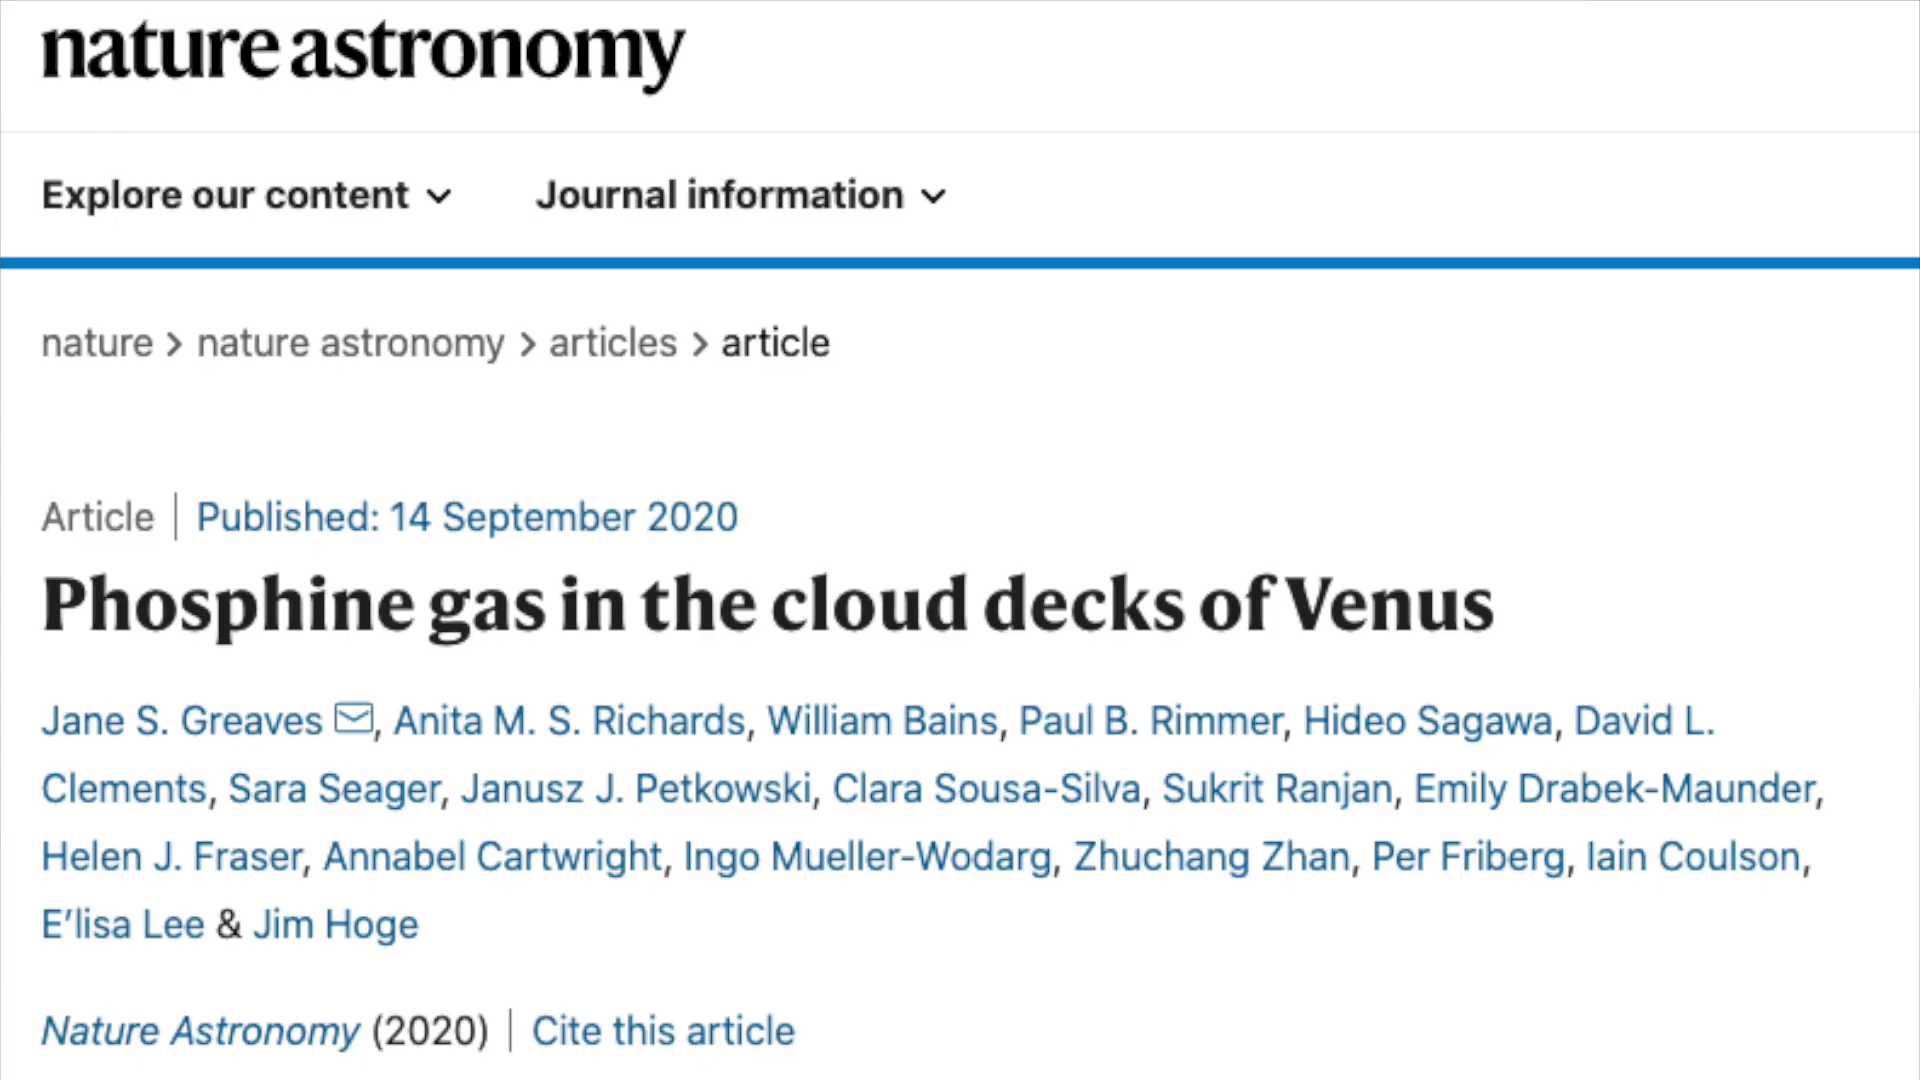 nature astronomy
Explore our content Journal information
nature > nature astronomy > articles > article
Article | Published: 14 September 2020
Phosphine gas in the cloud decks of Venus
Jane S. Greaves, Anita M. S. Richards, William Bains, Paul B. Rimmer, Hideo Sagawa, David L.
Clements, Sara Seager, Janusz J. Petkowski, Clara Sousa-Silva, Sukrit Ranjan, Emily Drabek-Maunder,
Helen J. Fraser, Annabel Cartwright, Ingo Mueller-Wodarg, Zhuchang Zhan, Per Friberg, Iain Coulson,
E’lisa Lee & Jim Hoge
Nature Astronomy (2020) | Cite this article